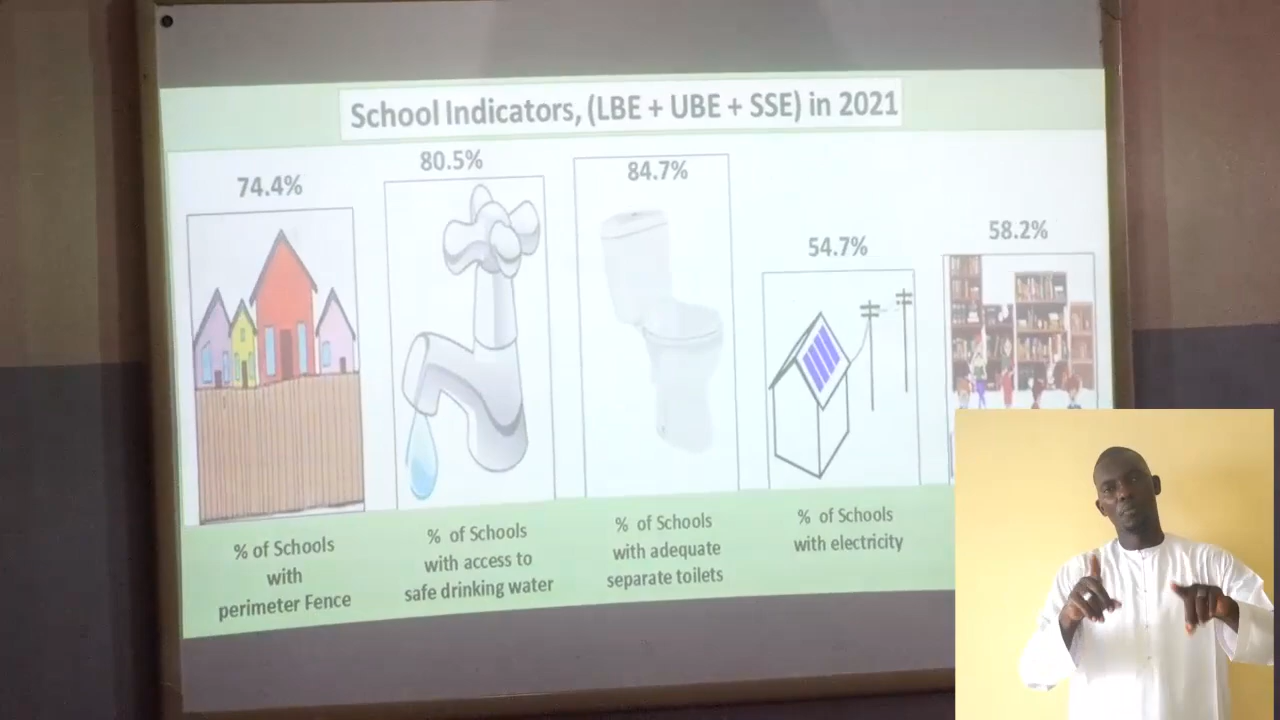 School Indicators, (LBE + UBE + SSE) in 2021
74.4%
80.5%
84.7%
54.7%
58.2%
% of Schools
with
perimeter Fence
% of Schools
with access to
safe drinking water
% of Schools
with adequate
separate toilets
% of Schools
with electricity